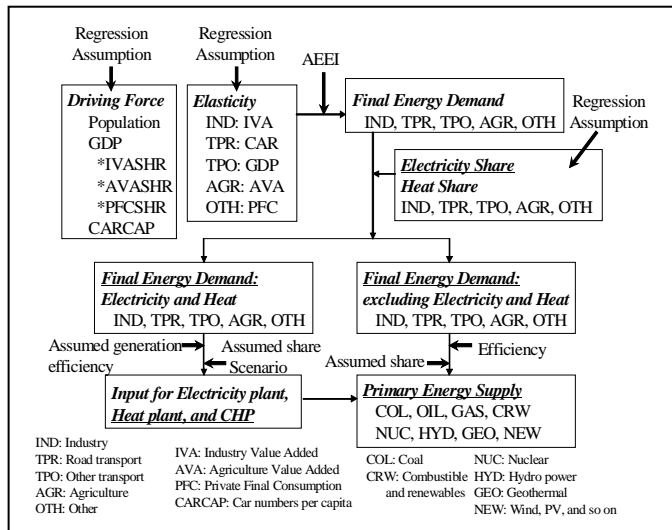 Regression
Assumption
Regression
Assumption
AEEI
Driving Force
Population
GDP
*IVASHR
*AVASHR
*PFCSHR
CARCAP
Elasticity
IND: IVA
TPR: CAR
TPO: GDP
AGR: AVA
OTH: PFC
Final Energy Demand
IND, TPR, TPO, AGR, OTH
Regression
Assumption
Electricity Share
Heat Share
IND, TPR, TPO, AGR, OTH
Final Energy Demand:
Electricity and Heat
IND, TPR, TPO, AGR, OTH
Final Energy Demand:
excluding Electricity and Heat
IND, TPR, TPO, AGR, OTH
Assumed generation
efficiency
Assumed share
Scenario
Assumed share
Efficiency
Input for Electricity plant,
Heat plant, and CHP
Primary Energy Supply
COL, OIL, GAS, CRW
NUC, HYD, GEO, NEW
IND: Industry
TPR: Road transport
TPO: Other transport
AGR: Agriculture
OTH: Other
IVA: Industry Value Added
AVA: Agriculture Value Added
PFC: Private Final Consumption
CARCAP: Car numbers per capita
COL: Coal
CRW: Combustible
and renewables
NUC: Nuclear
HYD: Hydro power
GEO: Geothermal
NEW: Wind, PV, and so on